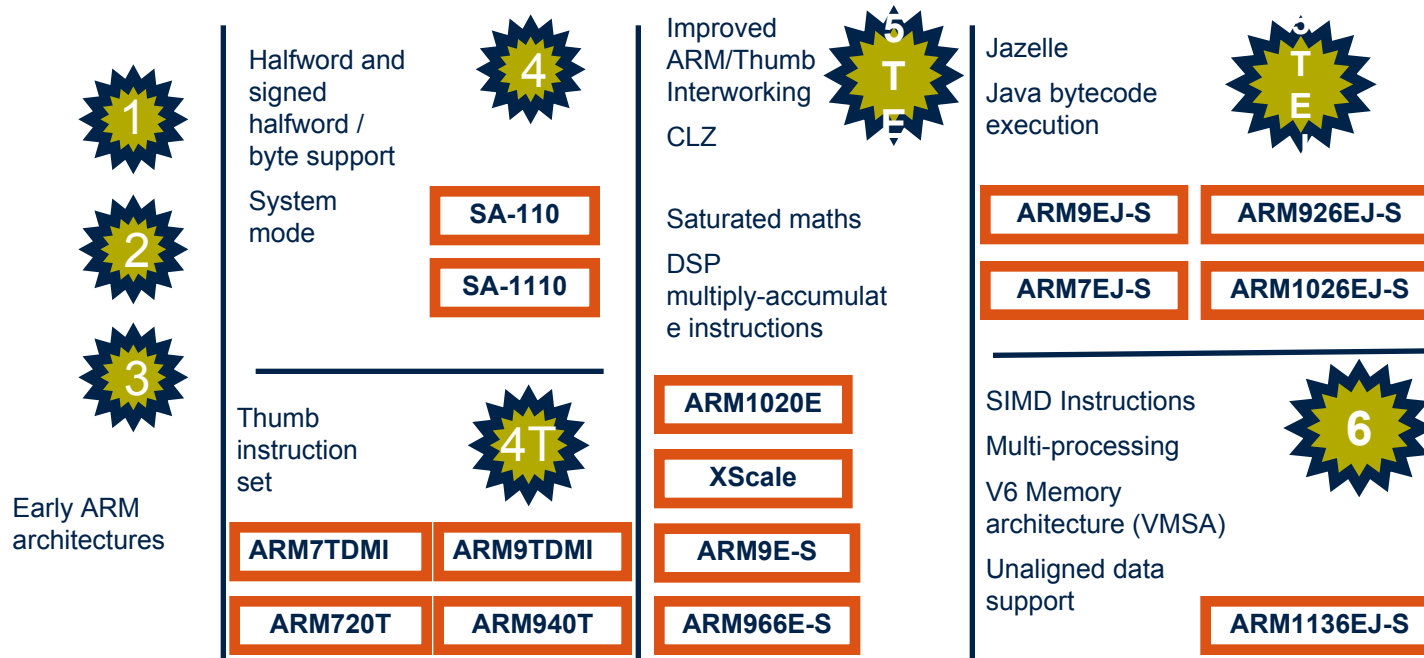 1
2
3
Early ARM
architectures
Halfword and
signed
halfword /
byte support
System
mode
4
SA-110
SA-1110
Thumb
instruction
set
4T
ARM7TDMI
ARM9TDMI
ARM720T
ARM940T
Improved
ARM/Thumb
Interworking
CLZ
5
T
E
Saturated maths
DSP
multiply-accumulat
e instructions
ARM1020E
XScale
ARM9E-S
ARM966E-S
Jazelle
Java bytecode
execution
T
E
ARM9EJ-S
ARM926EJ-S
ARM7EJ-S
ARM1026EJ-S
SIMD Instructions
Multi-processing
V6 Memory
architecture (VMSA)
Unaligned data
support
6
ARM1136EJ-S